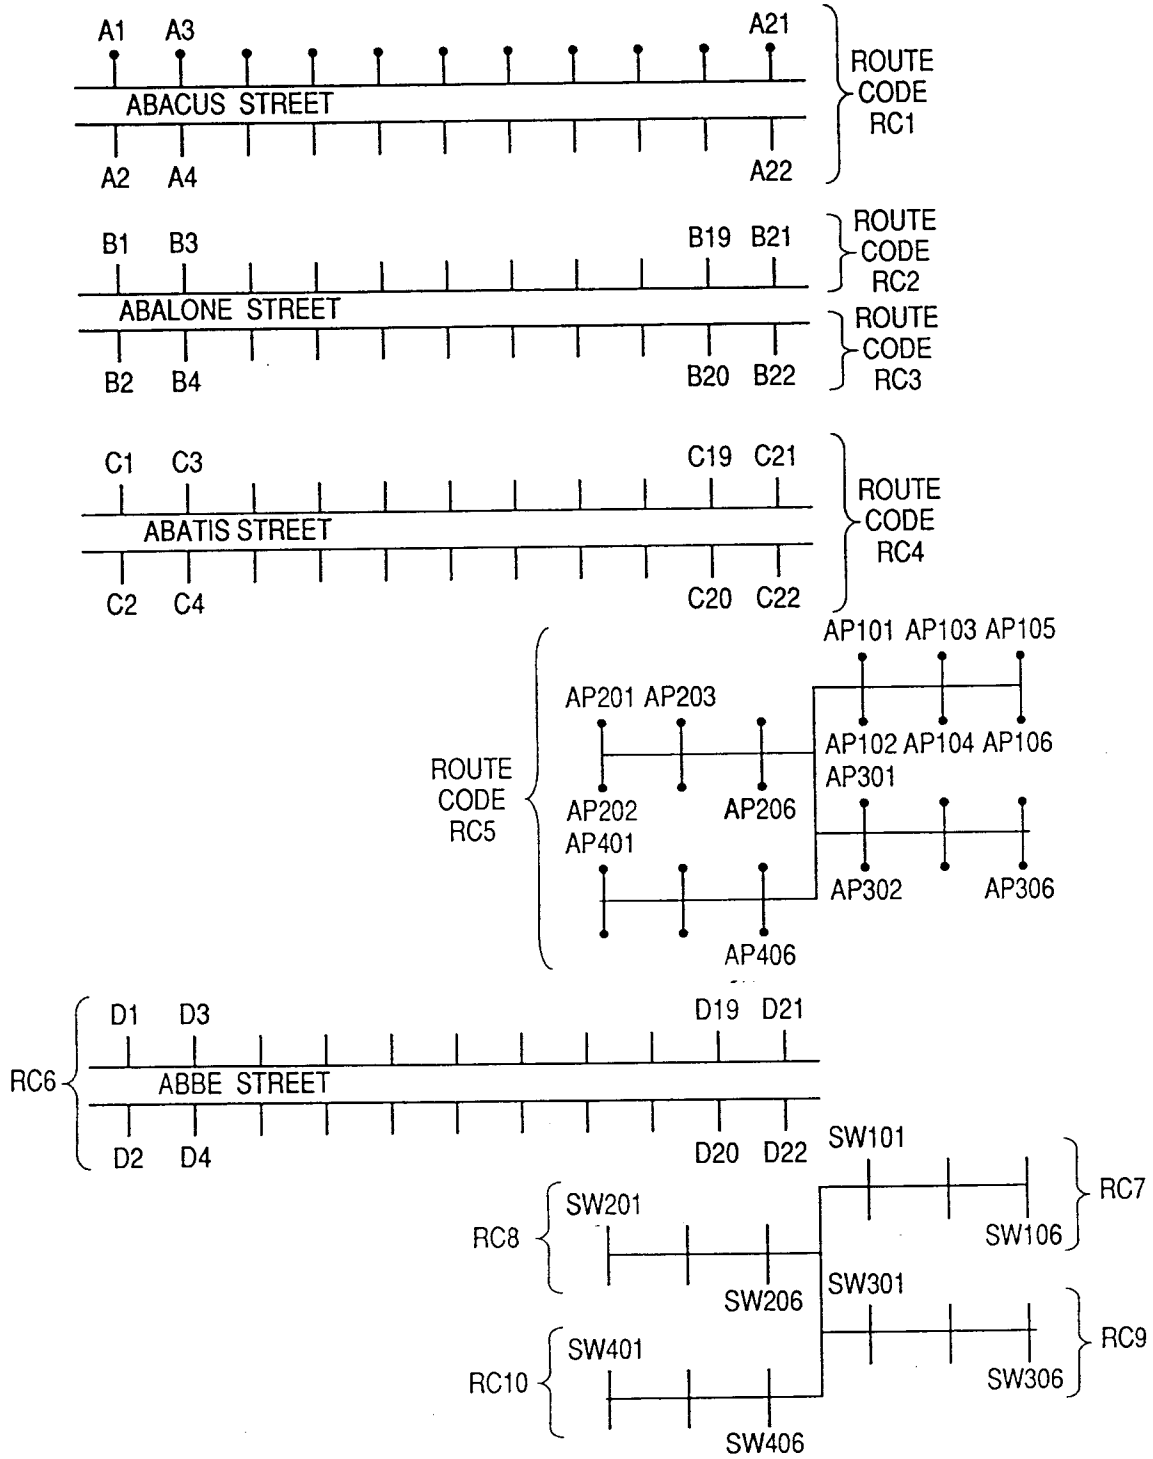 A1 A3 A21
ROUTE
CODE
RC1
ABACUS STREET
A2 A4 A22
B1 B3 B19 B21
ROUTE
CODE
RC2
ABALONE STREET
ROUTE
CODE
RC3
B2 B4 B20 B22
C1 C3 C19 C21
ROUTE
CODE
RC4
ABATIS STREET
C2 C4 C20 C22
AP101 AP103 AP105
AP201 AP203
AP102 AP104 AP106
ROUTE
CODE
RC5
AP301
AP202 AP206
AP401
AP302 AP306
AP406
D1 D3 D19 D21
RC6
ABBE STREET
D2 D4 D20 D22
SW101
RC7
SW201
RC8
SW106
SW301
SW206
RC9
SW401
RC10
SW306
SW406